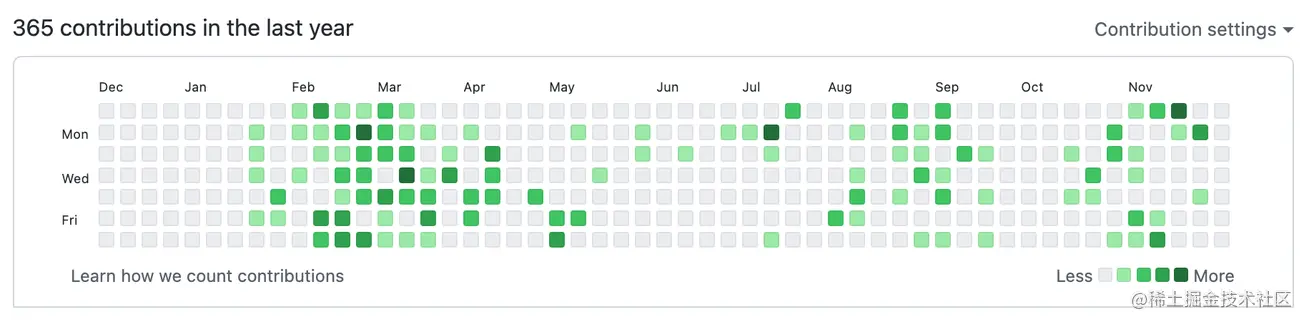 365 contributions in the last year
Contribution settings
Dec Jan Feb Mar Apr May Jun Jul Aug Sep Oct Nov
Mon
Wed
Fri
Learn how we count contributions
Less More
@稀土掘金技术社区